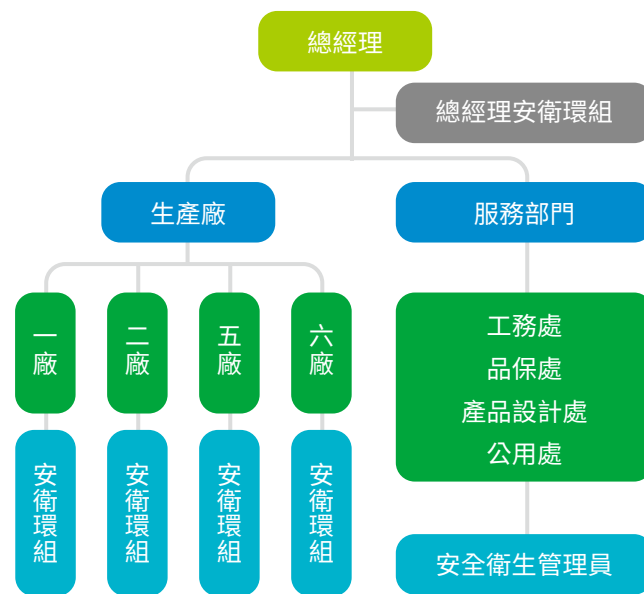 總經理
總經理安衛環組
生產廠
服務部門
一廠
二廠
五廠
六廠
工務處
品保處
產品設計處
公用處
安衛環組
安衛環組
安衛環組
安衛環組
安全衛生管理員